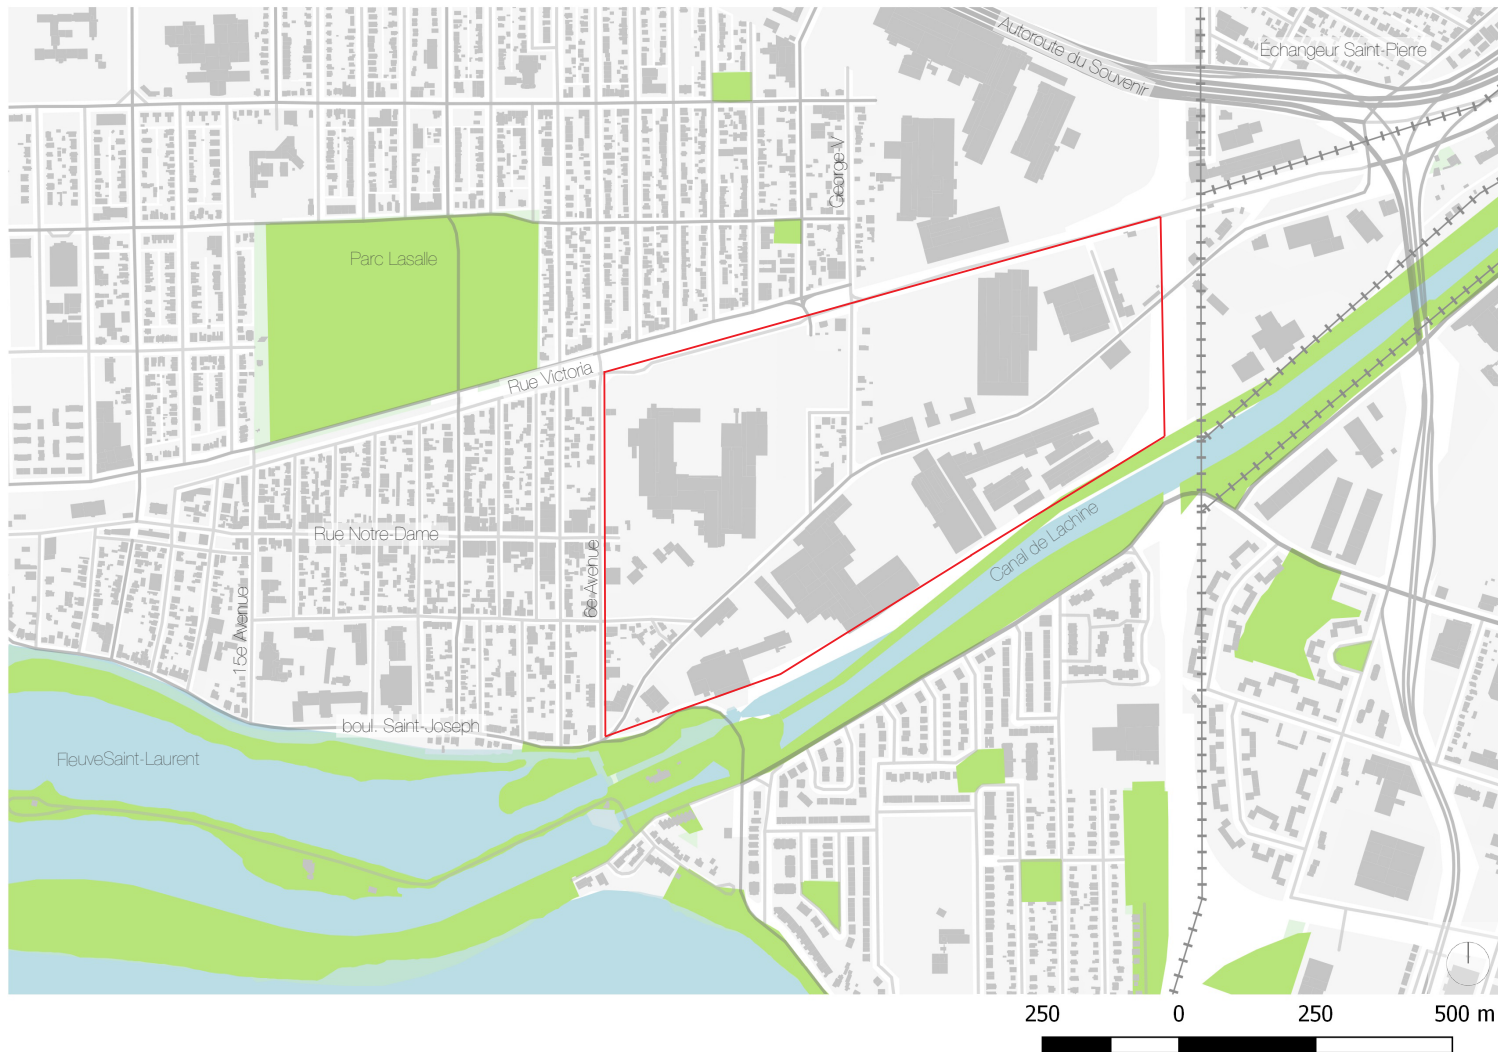 Autoroute du Souvenir
Échangeur Saint-Pierre
George-V
Parc Lasalle
Rue Victoria
Rue Notre-Dame
6e Avenue
Canal de Lachine
15e Avenue
boul. Saint-Joseph
FleuveSaint-Laurent
250 0 250 500 m